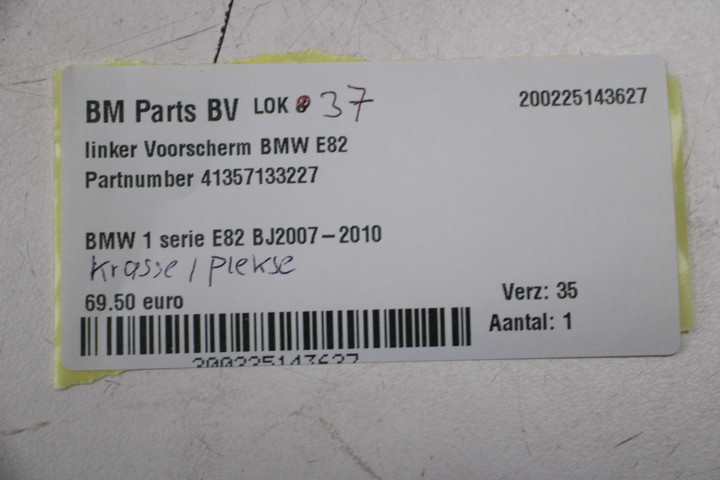 BM Parts BV LOK 37 200225143627
linker Voorscherm BMW E82
Partnumber 41357133227
BMW 1 serie E82 BJ2007-2010
Krasse / plekse
69.50 euro Verz: 35
Aantal: 1
200225143627